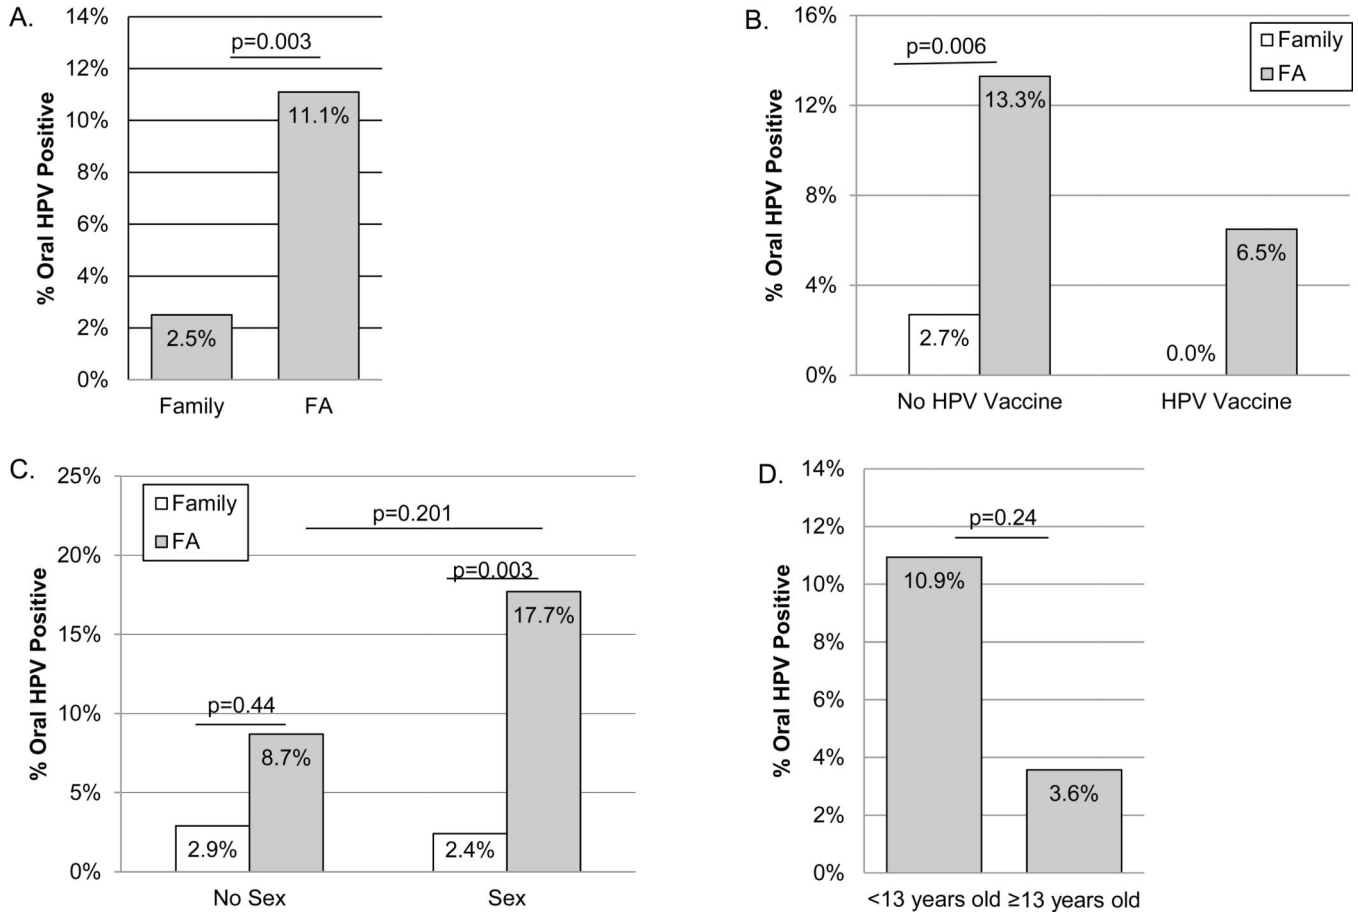 A.
% Oral HPV Positive
14%
12%
10%
8%
6%
4%
2%
0%
p=0.003
2.5%
11.1%
Family
FA
B.
% Oral HPV Positive
16%
12%
8%
4%
0%
Family
FA
p=0.006
2.7%
13.3%
0.0%
6.5%
No HPV Vaccine
HPV Vaccine
C.
% Oral HPV Positive
25%
20%
15%
10%
5%
0%
Family
FA
p=0.201
p=0.44
p=0.003
2.9%
8.7%
2.4%
17.7%
No Sex
Sex
D.
% Oral HPV Positive
14%
12%
10%
8%
6%
4%
2%
0%
p=0.24
10.9%
3.6%
<13 years old
≥13 years old